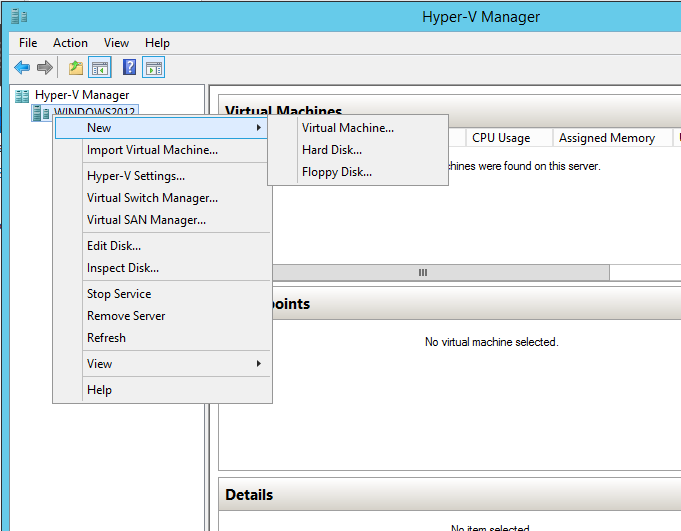 Hyper-V Manager
File Action View Help
Hyper-V Manager
WINDOWS2012
New
Import Virtual Machine...
Hyper-V Settings...
Virtual Switch Manager...
Virtual SAN Manager...
Edit Disk...
Inspect Disk...
Stop Service
Remove Server
Refresh
View
Help
Virtual Machine...
Hard Disk...
Floppy Disk...
Virtual Machines
CPU Usage Assigned Memory
were found on this server.
No virtual machine selected.
Details
No item selected.